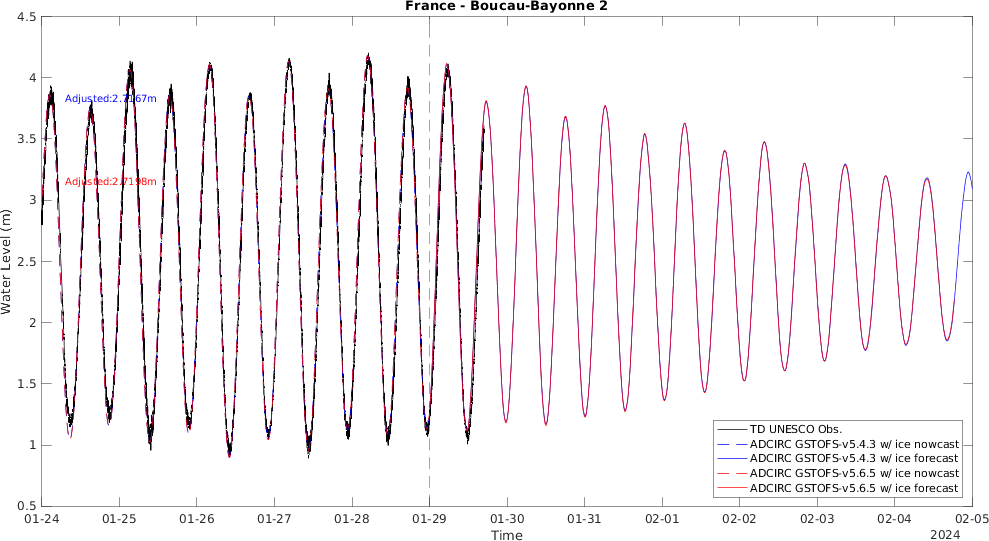 France - Boucau-Bayonne 2
4.5
4
3.5
3
2.5
2
1.5
1
0.5
Water Level (m)
Adjusted:2.7167m
Adjusted:2.7198m
TD UNESCO Obs.
ADCIRC GSTOFS-v5.4.3 w/ ice nowcast
ADCIRC GSTOFS-v5.4.3 w/ ice forecast
ADCIRC GSTOFS-v5.6.5 w/ ice nowcast
ADCIRC GSTOFS-v5.6.5 w/ ice forecast
01-24 01-25 01-26 01-27 01-28 01-29 01-30 01-31 02-01 02-02 02-03 02-04 02-05
Time
2024